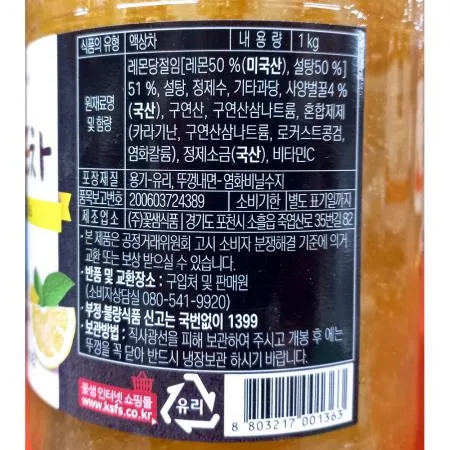 식품의 유형 액상차 내 용 량 1 kg
원재료명 및 함량 레몬당절임[레몬50 %(미국산), 설탕50 %]
51 %, 설탕, 정제수, 기타과당, 사양벌꿀4 %
(국산), 구연산, 구연산삼나트륨, 혼합제제
(카라기난, 구연산삼나트륨, 로커스트콩검,
염화칼륨), 정제소금(국산), 비타민C
포 장 재 질 용기-유리, 뚜껑내면-염화비닐수지
품목보고번호 200603724389 소비기한 별도 표기일까지
제 조 업 소 (주)꽃샘식품 | 경기도 포천시 소흘읍 죽엽산로 35번길 82
• 본 제품은 공정거래위원회 고시 소비자 분쟁해결 기준에 의거
교환 또는 보상 받으실 수 있습니다.
• 반품 및 교환장소 : 구입처 및 판매원
(소비자상담실 080-541-9920)
• 부정·불량식품 신고는 국번없이 1399
• 보관방법 : 직사광선을 피해 보관하여 주시고 개봉 후에는
뚜껑을 꼭 닫아 반드시 냉장보관 하시기 바랍니다.
꽃샘 인터넷 쇼핑몰
www.ksfs.co.kr
유리
8 803217 001363